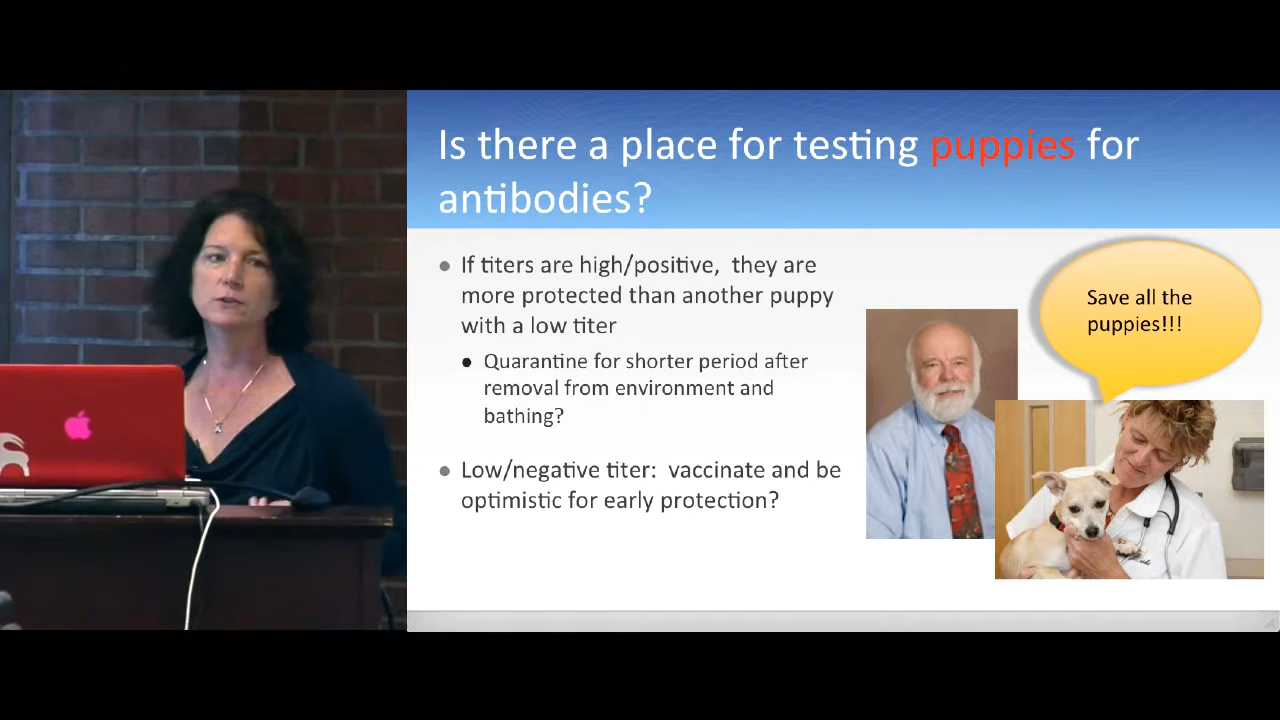 Is there a place for testing puppies for
antibodies?
If titers are high/positive,  they are
more protected than another puppy
with a low titer
Quarantine for shorter period after
removal from environment and
bathing?
Low/negative titer:  vaccinate and be
optimistic for early protection?
Save all the
puppies!!!